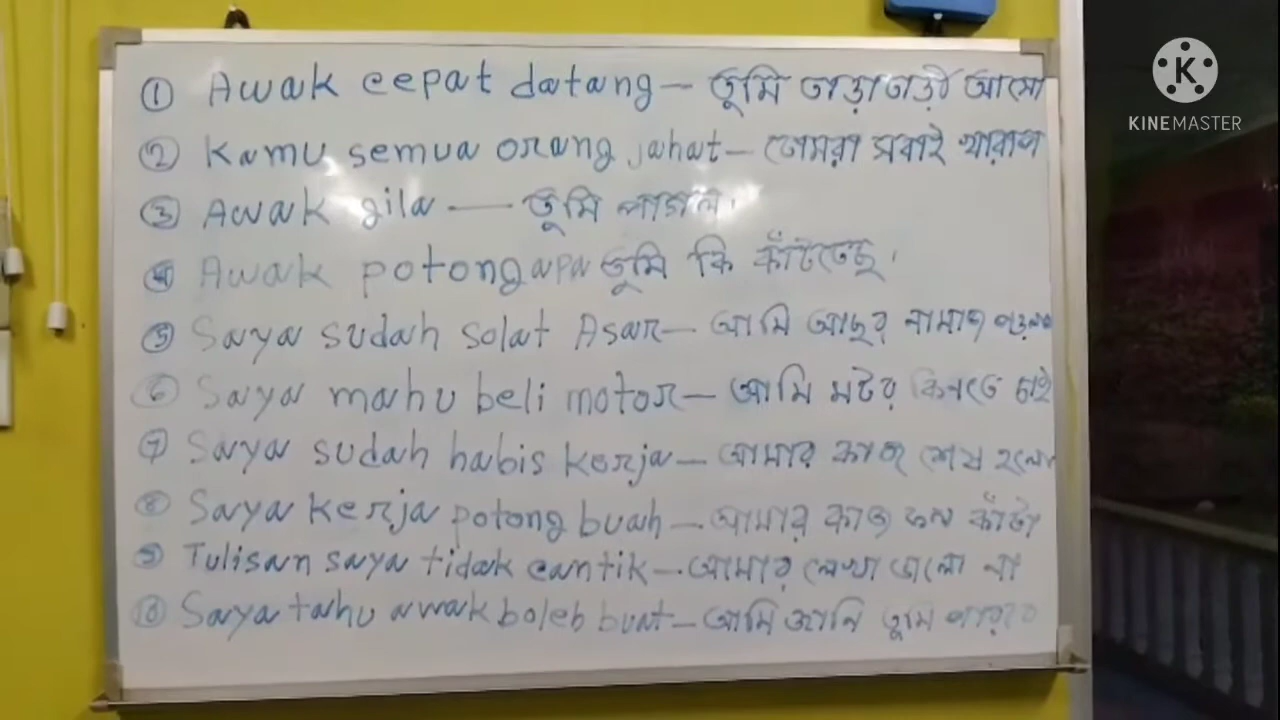 ① Awak cepat datang — তুমি তাড়াতাড়ী আসো
② Kamu semua orang jahat — তোমরা সবাই খারাপ
③ Awak gila — তুমি পাগল।
④ Awak potong apa তুমি কি কাঁটতেছ।
⑤ Saya sudah solat Asar — আমি আছর নামাজ
⑥ Saya mahu beli motor — আমি মটর কিনতে চাই
⑦ Saya sudah habis kerja — আমার কাজ শেষ হলো
⑧ Saya kerja potong buah — আমার কাজ ফল কাঁটা
⑨ Tulisan saya tidak cantik — আমার লেখা ভালো না
⑩ Saya tahu awak boleh buat — আমি জানি তুমি পারবে
KINEMASTER